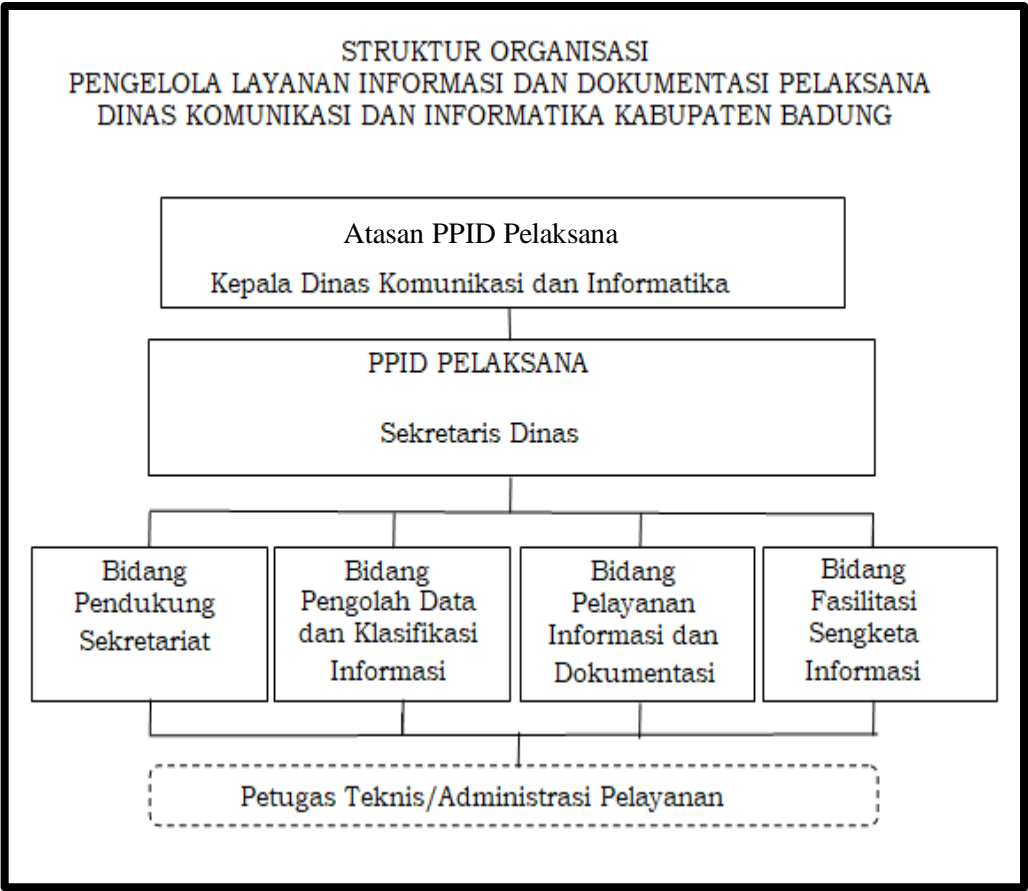 STRUKTUR ORGANISASI
PENGELOLA LAYANAN INFORMASI DAN DOKUMENTASI PELAKSANA
DINAS KOMUNIKASI DAN INFORMATIKA KABUPATEN BADUNG
Atasan PPID Pelaksana
Kepala Dinas Komunikasi dan Informatika
PPID PELAKSANA
Sekretaris Dinas
Bidang
Pendukung
Sekretariat
Bidang
Pengolah Data
dan Klasifikasi
Informasi
Bidang
Pelayanan
Informasi dan
Dokumentasi
Bidang
Fasilitasi
Sengketa
Informasi
Petugas Teknis/Administrasi Pelayanan